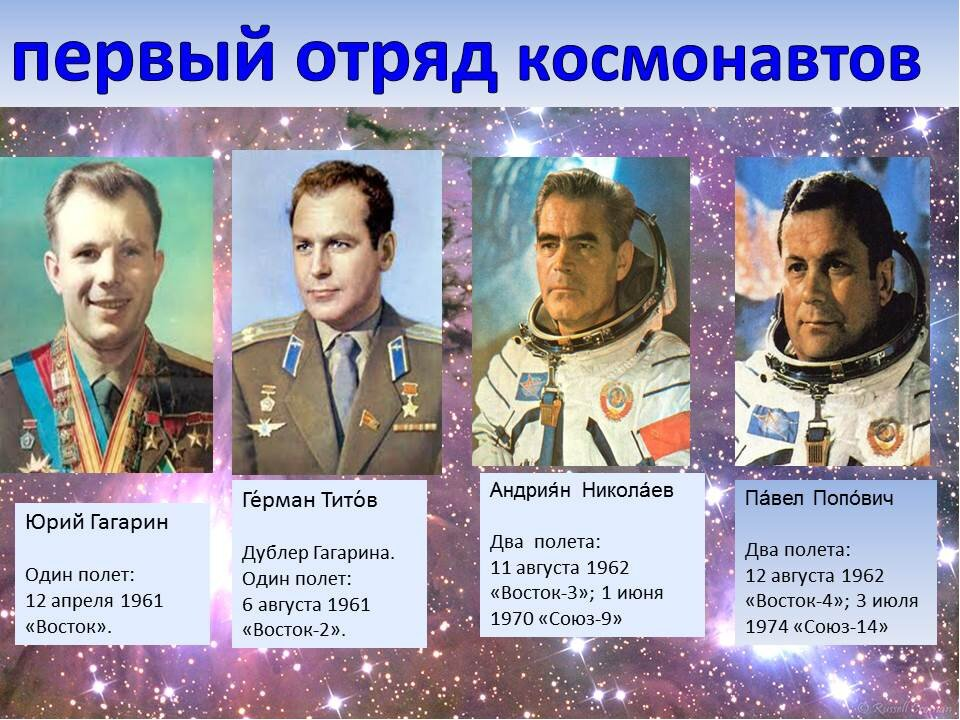 первый отряд космонавтов
Юрий Гагарин
Один полет:
12 апреля 1961
«Восток».
Ге́рман Тито́в
Дублер Гагарина.
Один полет:
6 августа 1961
«Восток-2».
Андрия́н Никола́ев
Два полета:
11 августа 1962
«Восток-3»; 1 июня
1970 «Союз-9»
Па́вел Попо́вич
Два полета:
12 августа 1962
«Восток-4»; 3 июля
1974 «Союз-14»
© Russell